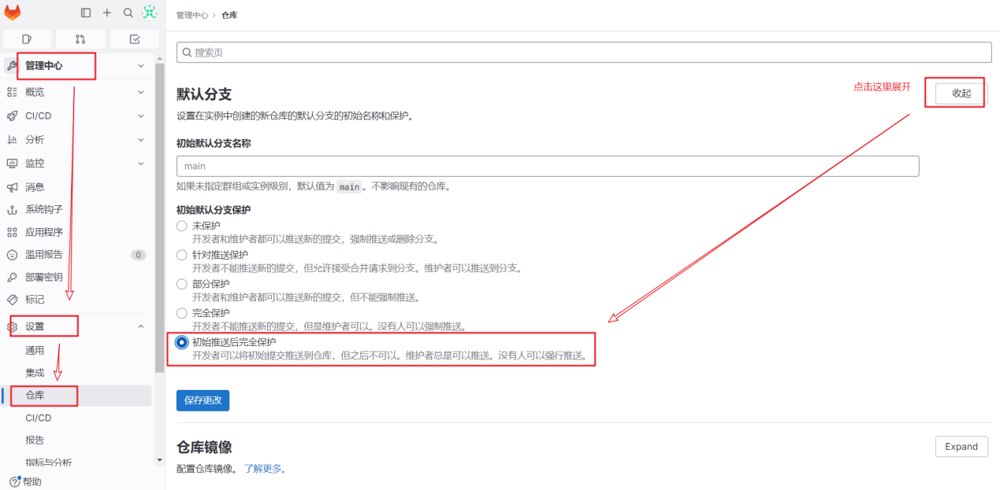 管理中心
概览
CI/CD
分析
监控
消息
系统钩子
应用程序
滥用报告 0
部署密钥
标记
设置
通用
集成
仓库
CI/CD
报告
指标与分析
帮助
管理中心 › 仓库
搜索页
默认分支
点击这里展开
收起
设置在实例中创建的新仓库的默认分支的初始名称和保护。
初始默认分支名称
main
如果未指定群组或实例级别，默认值为 main 。不影响现有的仓库。
初始默认分支保护
未保护
开发者和维护者都可以推送新的提交，强制推送或删除分支。
针对推送保护
开发者不能推送新的提交，但允许接受合并请求到分支。维护者可以推送到分支。
部分保护
开发者和维护者都可以推送新的提交，但不能强制推送。
完全保护
开发者不能推送新的提交，但是维护者可以。没有人可以强制推送。
初始推送后完全保护
开发者可以将初始提交推送到仓库，但之后不可以。维护者总是可以推送。没有人可以强行推送。
保存更改
仓库镜像
Expand
配置仓库镜像。 了解更多。